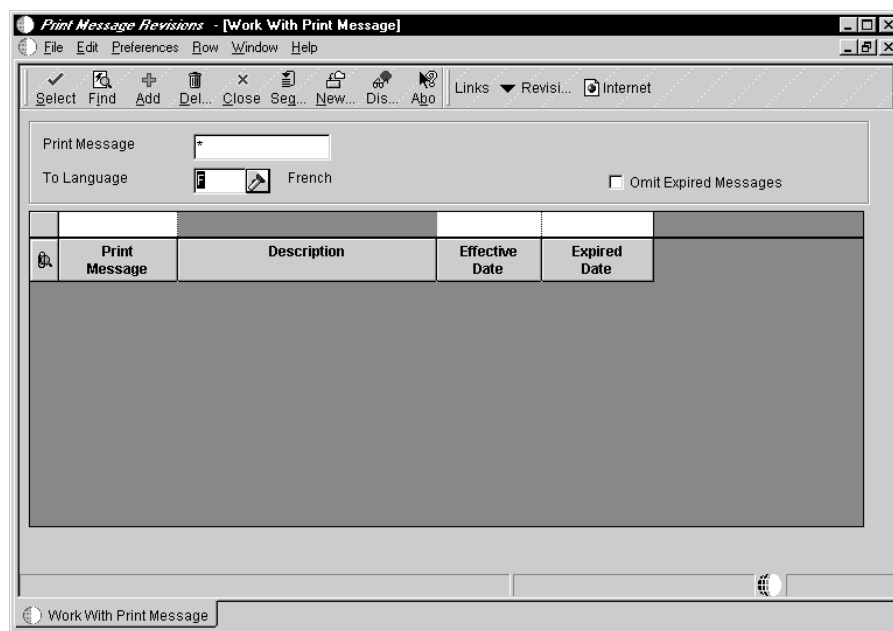 Print Message Revisions - [Work With Print Message]
File Edit Preferences Row Window Help
Select Find Add Del... Close Seq... New... Dis... Abo Links Revisi... Internet
Print Message *
To Language F French Omit Expired Messages
Print Message Description Effective Date Expired Date
Work With Print Message